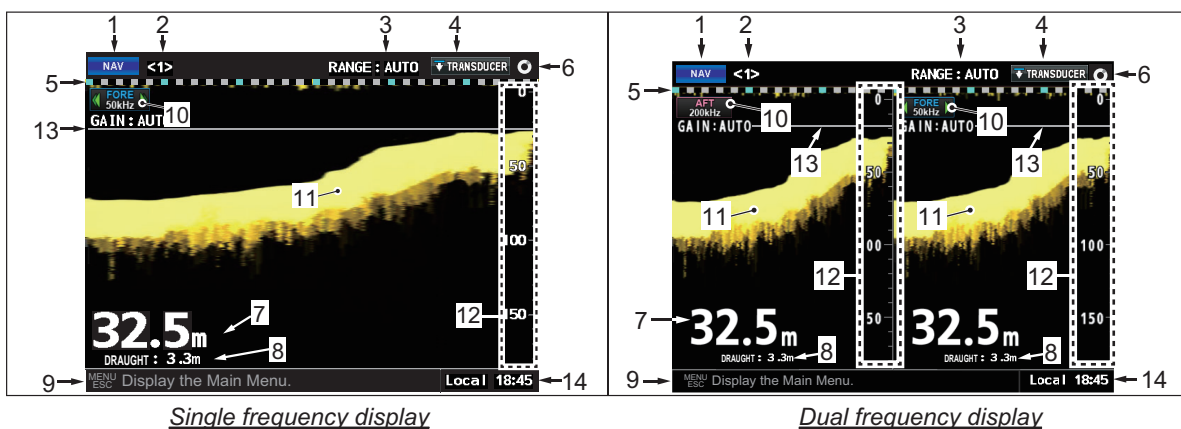 1 2 3 4
NAV <1> RANGE : AUTO TRANSDUCER 6
5
0
FORE
50kHz 10
GAIN:AUTO
13
50
11
100
12 150
32.5m 7
DRAUGHT : 3.3m 8
9 MENU ESC Display the Main Menu. Local 18:45 14
Single frequency display
1 2 3 4
NAV <1> RANGE : AUTO TRANSDUCER 6
5
0 0
AFT
200kHz 10 FORE
50kHz 10
GAIN:AUTO AIN:AUTO
13
50 50
11 11
00 100
12 12
7 32.5m 50 32.5m 150
DRAUGHT : 3.3m 8 DRAUGHT : 3.3m 8
9 MENU ESC Display the Main Menu. Local 18:45 14
Dual frequency display